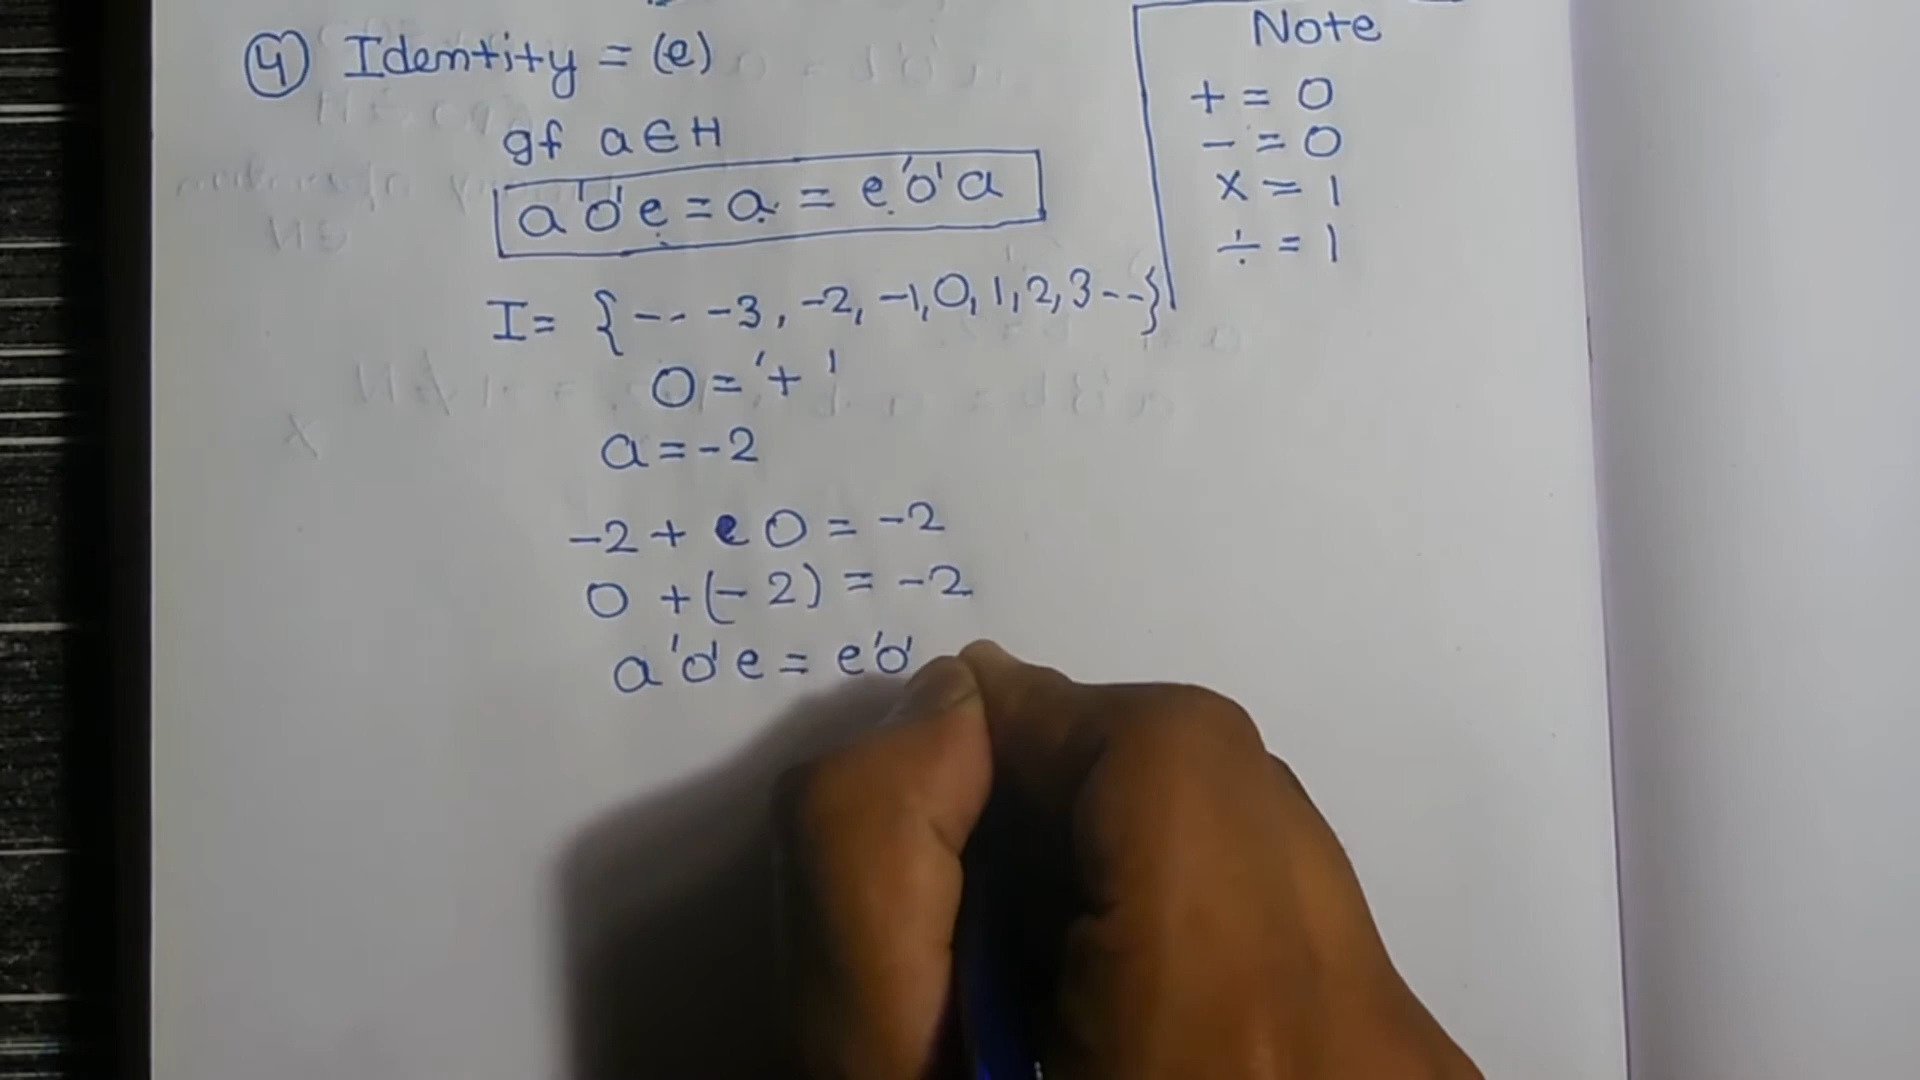 ④ Identity = (e)
gf a∈H
a 'o' e = a = e 'o' a
I = {--- -3, -2, -1, 0, 1, 2, 3 --}
0 = '+'
a = -2
-2 + e 0 = -2
0 + (-2) = -2
a 'o' e = e 'o'
Note
+ = 0
- = 0
× = 1
÷ = 1